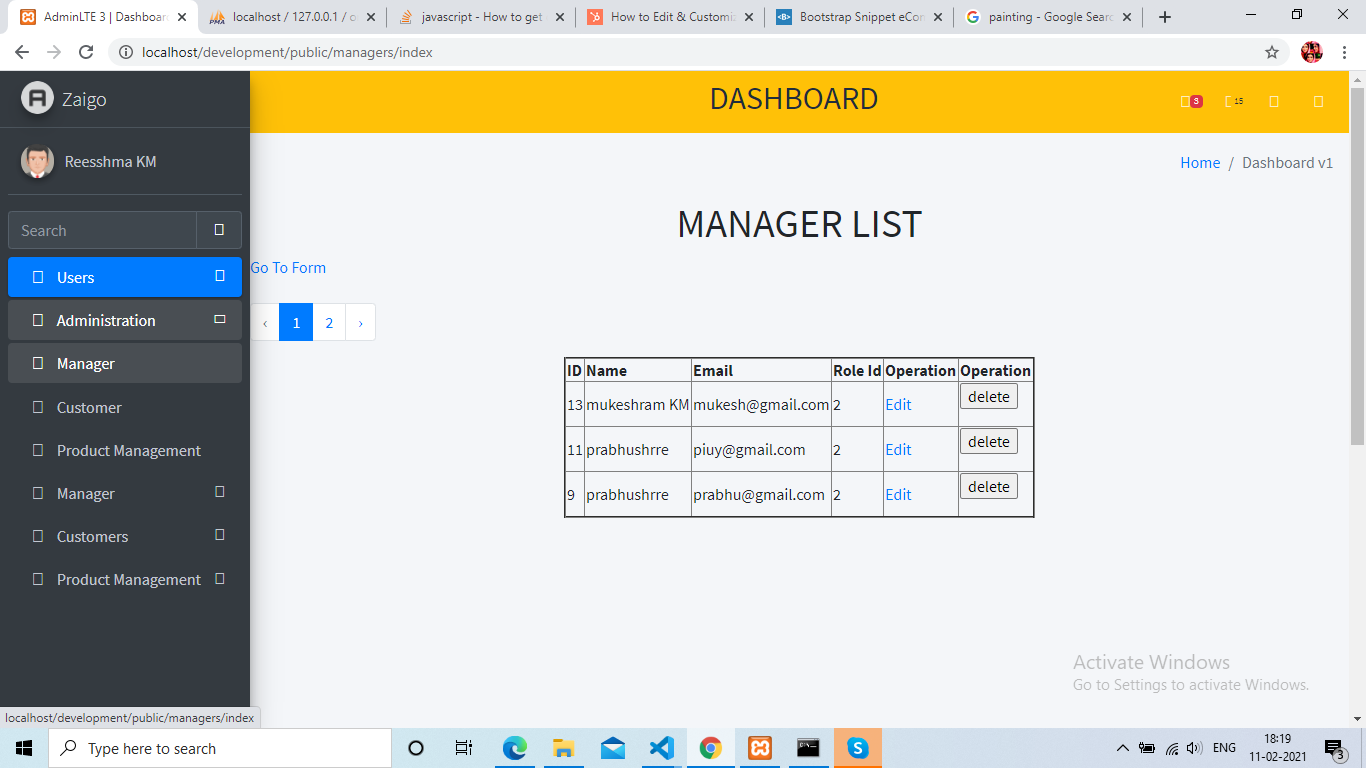 AdminLTE 3 | Dashboard
localhost / 127.0.0.1 / o
javascript - How to get
How to Edit & Customiz
Bootstrap Snippet eCom
painting - Google Searc
localhost/development/public/managers/index
Zaigo
DASHBOARD
3
15
Reesshma KM
Home / Dashboard v1
Search
MANAGER LIST
Users
Go To Form
Administration
‹ 1 2 ›
Manager
Customer
Product Management
Manager
Customers
Product Management
ID Name Email Role Id Operation Operation
13 mukeshram KM mukesh@gmail.com 2 Edit delete
11 prabhushrre piuy@gmail.com 2 Edit delete
9 prabhushrre prabhu@gmail.com 2 Edit delete
Activate Windows
Go to Settings to activate Windows.
localhost/development/public/managers/index
Type here to search
ENG
18:19
11-02-2021
3